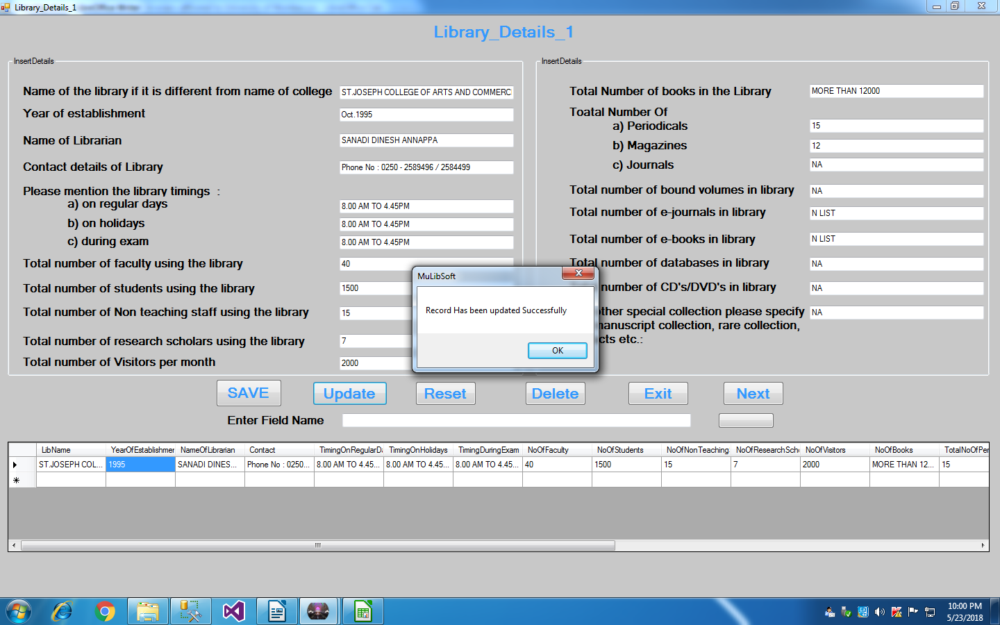 Library_Details_1
Library_Details_1
InsertDetails
Name of the library if it is different from name of college ST.JOSEPH COLLEGE OF ARTS AND COMMERC
Year of establishment Oct.1995
Name of Librarian SANADI DINESH ANNAPPA
Contact details of Library Phone No : 0250 - 2589496 / 2584499
Please mention the library timings :
a) on regular days 8.00 AM TO 4.45PM
b) on holidays 8.00 AM TO 4.45PM
c) during exam 8.00 AM TO 4.45PM
Total number of faculty using the library 40
Total number of students using the library 1500
Total number of Non teaching staff using the library 15
Total number of research scholars using the library 7
Total number of Visitors per month 2000
InsertDetails
Total Number of books in the Library MORE THAN 12000
Toatal Number Of
a) Periodicals 15
b) Magazines 12
c) Journals NA
Total number of bound volumes in library NA
Total number of e-journals in library N LIST
Total number of e-books in library N LIST
Total number of databases in library NA
number of CD's/DVD's in library NA
other special collection please specify NA
manuscript collection, rare collection,
cts etc.:
MuLibSoft
Record Has been updated Successfully
OK
SAVE Update Reset Delete Exit Next
Enter Field Name
LibName YearOfEstablishmer NameOfLibrarian Contact TimingOnRegularDa TimingOnHolidays TimingDuringExam NoOfFaculty NoOfStudents NoOfNonTeaching NoOfResearchSch NoOfVisitors NoOfBooks TotalNoOfPer
ST.JOSEPH COL... 1995 SANADI DINES... Phone No : 0250... 8.00 AM TO 4.45... 8.00 AM TO 4.45... 8.00 AM TO 4.45... 40 1500 15 7 2000 MORE THAN 12... 15
10:00 PM
5/23/2018